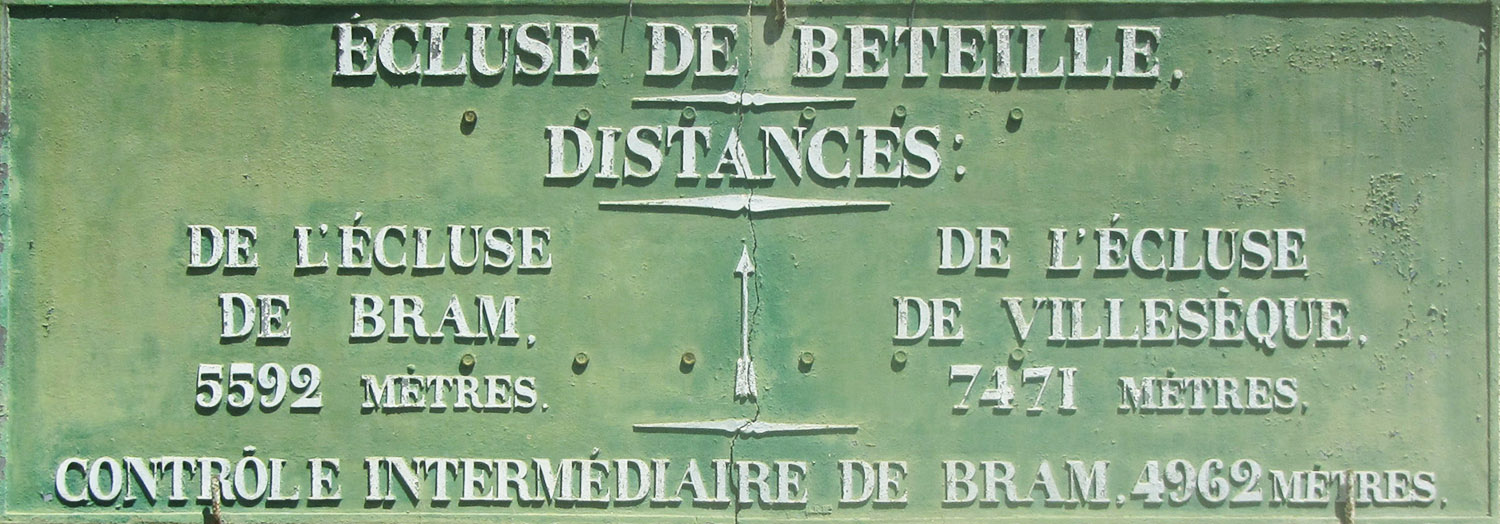 ÉCLUSE DE BETEILLE.
DISTANCES:
DE L'ÉCLUSE
DE BRAM.
5592 MÈTRES.
DE L'ÉCLUSE
DE VILLESÈQUE.
7471 MÈTRES.
CONTRÔLE INTERMÉDIAIRE DE BRAM. 4962 MÈTRES.